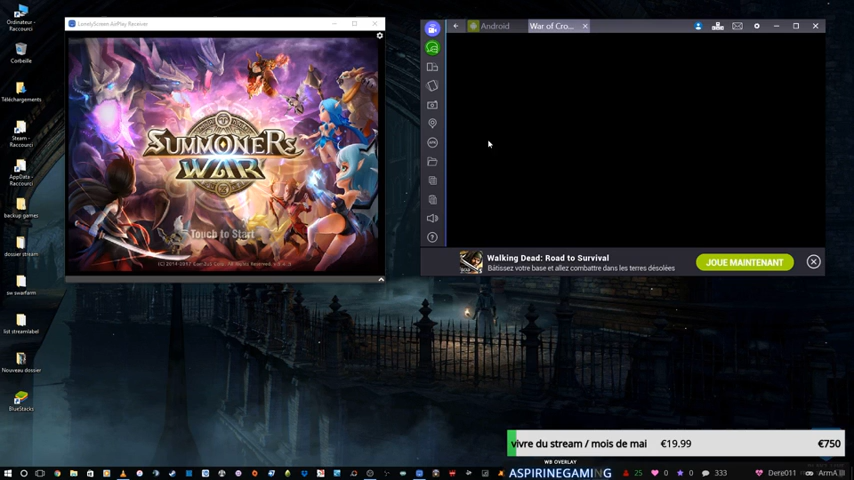 LonelyScreen AirPlay Receiver
Android
War of Cro...
Ordinateur -
Raccourci
Corbeille
Téléchargements
Steam -
Raccourci
AppData -
Raccourci
backup games
dossier stream
sw swarfarm
list streamlabel
Nouveau dossier
BlueStacks
SUMMONERS
WAR
Touch to Start
Walking Dead: Road to Survival
Bâtissez votre base et allez combattre dans les terres désolées
JOUE MAINTENANT
vivre du stream / mois de mai €19.99 €750
WB OVERLAY
ASPIRINEGAMING
25 0 0 333 Dere011 ArmA